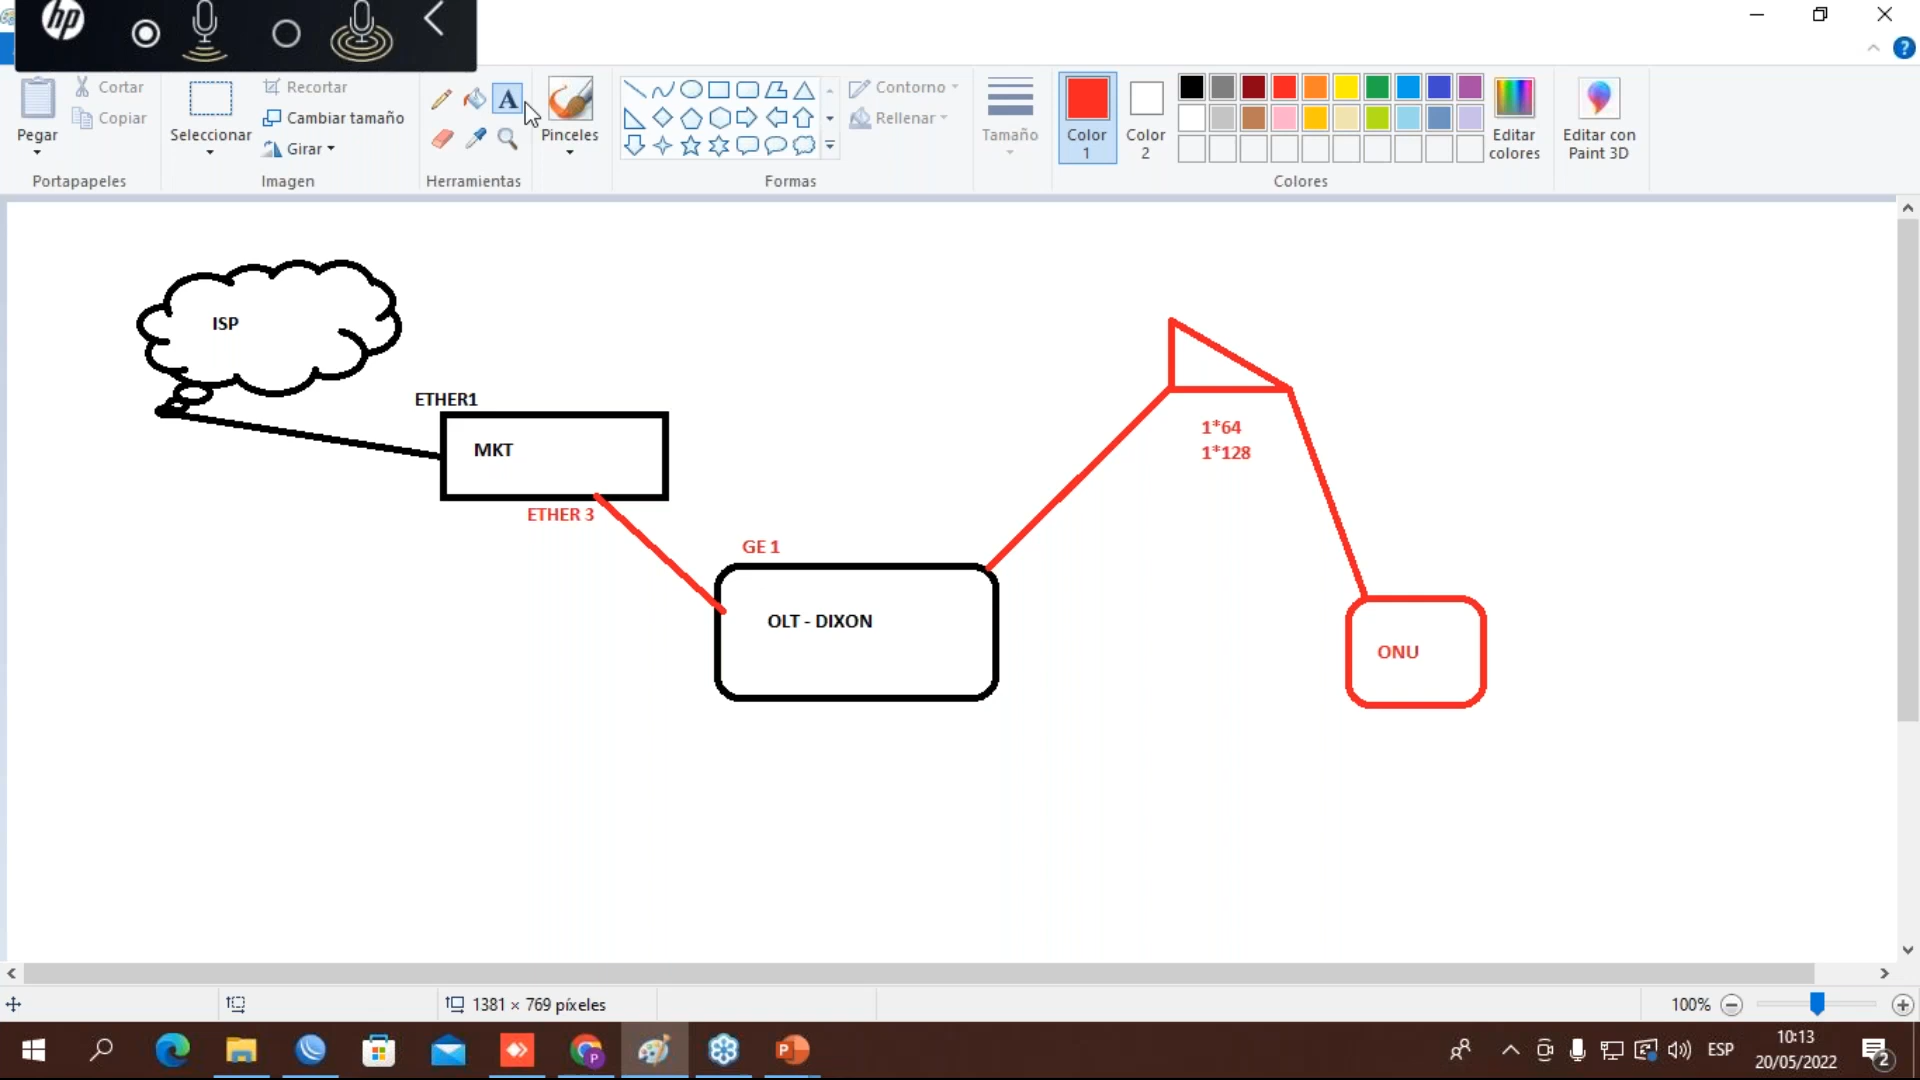 hp
?
Pegar
Cortar
Copiar
Portapapeles
Seleccionar
Recortar
Cambiar tamaño
Girar
Imagen
A
Herramientas
Pinceles
Formas
Contorno
Rellenar
Tamaño
Color
1
Color
2
Editar
colores
Colores
Editar con
Paint 3D
ISP
ETHER1
MKT
ETHER 3
GE 1
OLT - DIXON
1*64
1*128
ONU
1381 × 769 píxeles
100%
P
P
ESP
10:13
20/05/2022
2